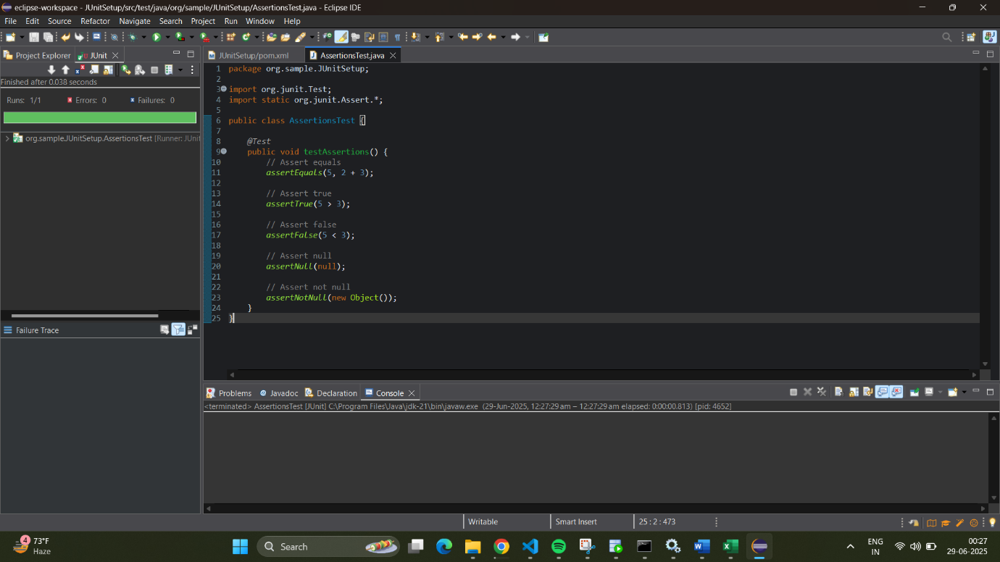 eclipse-workspace - JUnitSetup/src/test/java/org/sample/JUnitSetup/AssertionsTest.java - Eclipse IDE
File Edit Source Refactor Navigate Search Project Run Window Help
Project Explorer JUnit
JUnitSetup/pom.xml AssertionsTest.java
Finished after 0.038 seconds
Runs: 1/1 Errors: 0 Failures: 0
org.sample.JUnitSetup.AssertionsTest [Runner: JUnit
1 package org.sample.JUnitSetup;
2
3 import org.junit.Test;
4 import static org.junit.Assert.*;
5
6 public class AssertionsTest {
7
8 @Test
9 public void testAssertions() {
10 // Assert equals
11 assertEquals(5, 2 + 3);
12
13 // Assert true
14 assertTrue(5 > 3);
15
16 // Assert false
17 assertFalse(5 < 3);
18
19 // Assert null
20 assertNull(null);
21
22 // Assert not null
23 assertNotNull(new Object());
24 }
25 }
Failure Trace
Problems Javadoc Declaration Console
<terminated> AssertionsTest [JUnit] C:\Program Files\Java\jdk-21\bin\javaw.exe (29-Jun-2025, 12:27:29 am – 12:27:29 am elapsed: 0:00:00.813) [pid: 4652]
Writable Smart Insert 25 : 2 : 473
4
73°F
Haze
Search
ENG
IN
00:27
29-06-2025